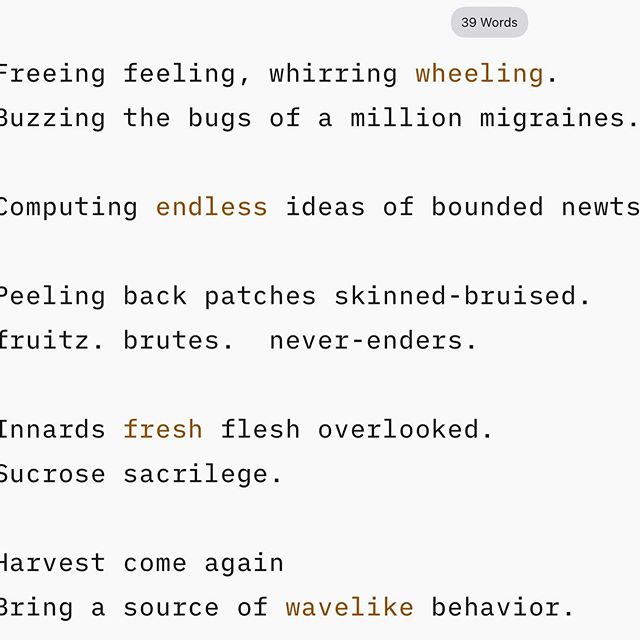 39 Words
Freeing feeling, whirring wheeling.
Buzzing the bugs of a million migraines.
Computing endless ideas of bounded newts
Peeling back patches skinned-bruised.
fruitz. brutes.  never-enders.
Innards fresh flesh overlooked.
Sucrose sacrilege.
Harvest come again
Bring a source of wavelike behavior.